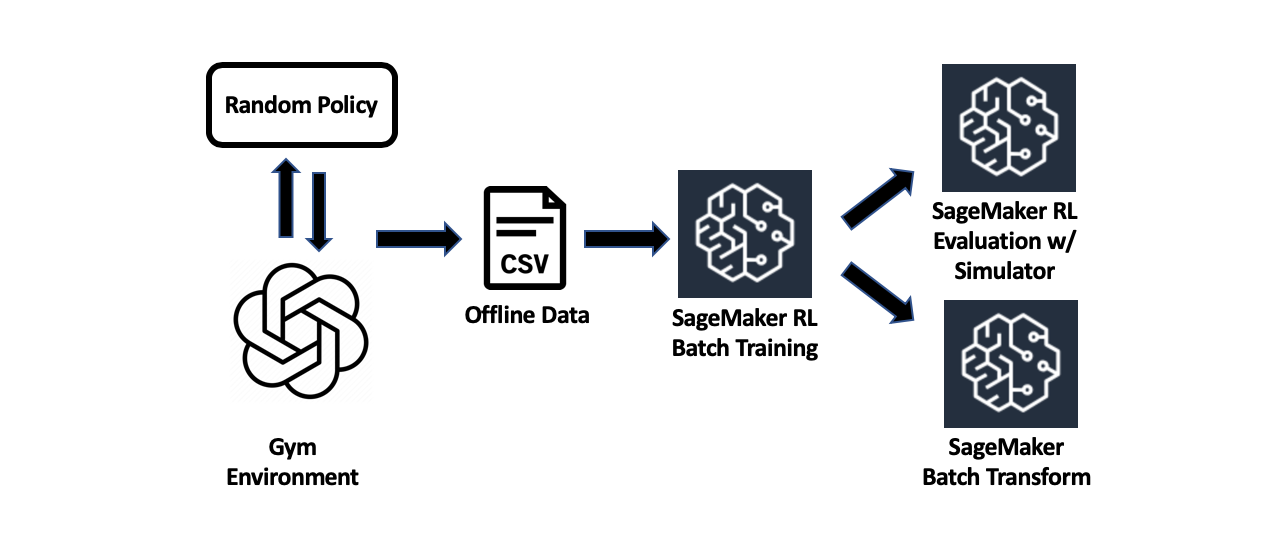 Random Policy
Gym
Environment
CSV
Offline Data
SageMaker RL
Batch Training
SageMaker RL
Evaluation w/
Simulator
SageMaker
Batch Transform